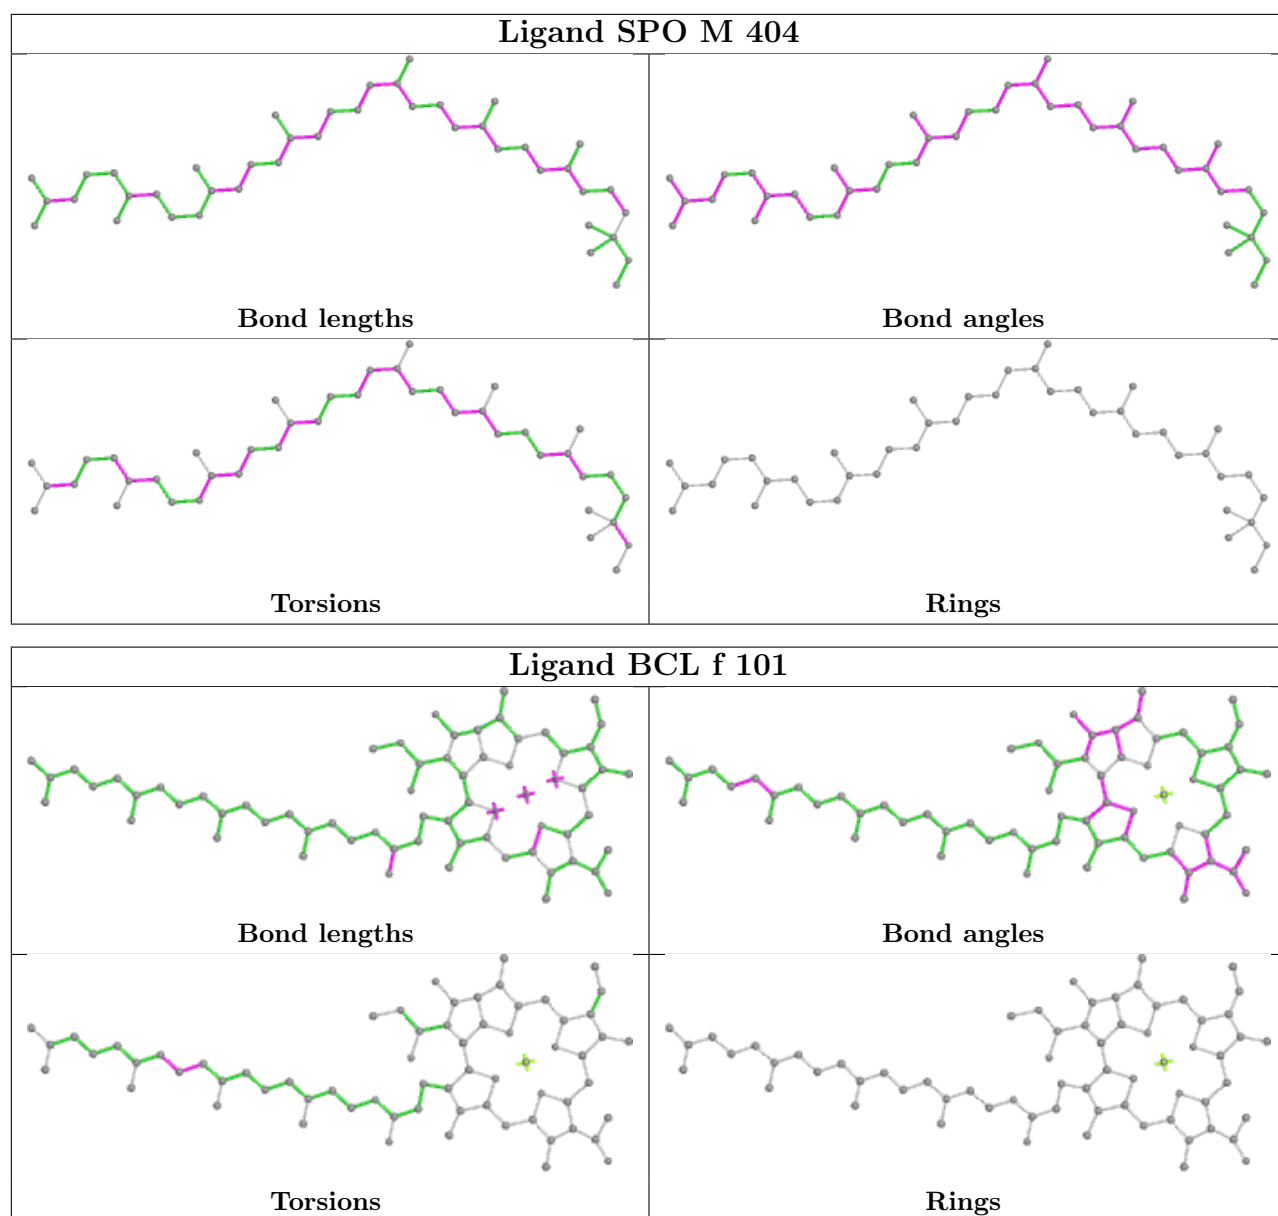 Ligand SPO M 404
Bond lengths
Bond angles
Torsions
Rings
Ligand BCL f 101
Bond lengths
Bond angles
Torsions
Rings